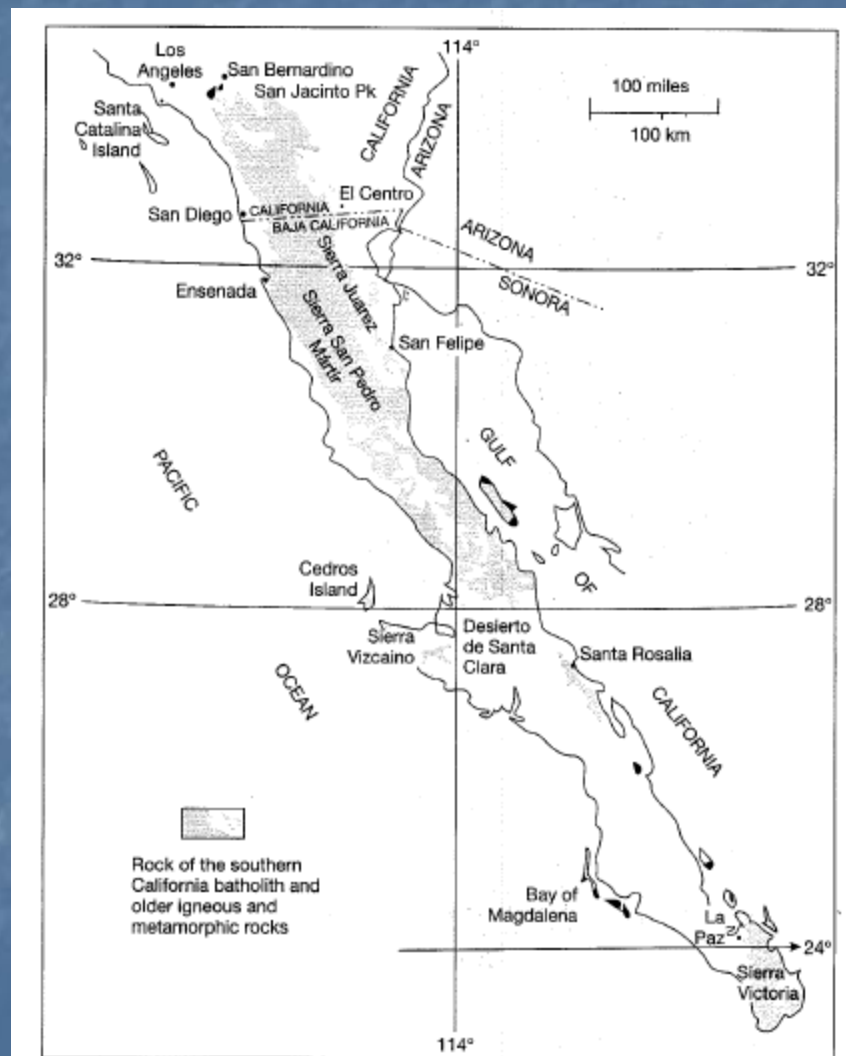 114°
Los
Angeles
San Bernardino
San Jacinto Pk
CALIFORNIA
ARIZONA
100 miles
100 km
Santa
Catalina
Island
San Diego
CALIFORNIA
BAJA CALIFORNIA
El Centro
ARIZONA
SONORA
32°
32°
Ensenada
Sierra Juarez
Sierra San Pedro
Mártir
San Felipe
PACIFIC
GULF
OF
Cedros
Island
28°
28°
Sierra
Vizcaino
Desierto
de Santa
Clara
Santa Rosalia
OCEAN
CALIFORNIA
Rock of the southern
California batholith and
older igneous and
metamorphic rocks
Bay of
Magdalena
La
Paz
24°
Sierra
Victoria
114°